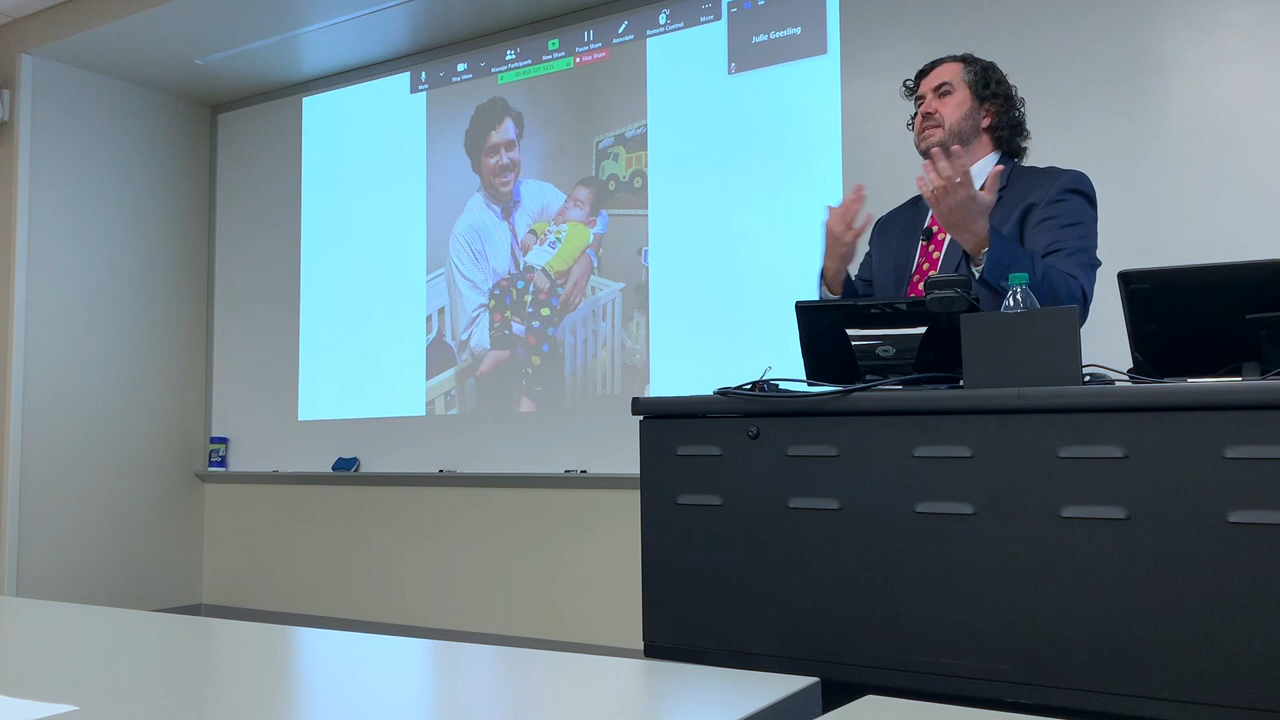 Mute
Stop Video
Manage Participants
New Share
Pause Share
Annotate
Remote Control
More
Stop Share
Julie Geesling